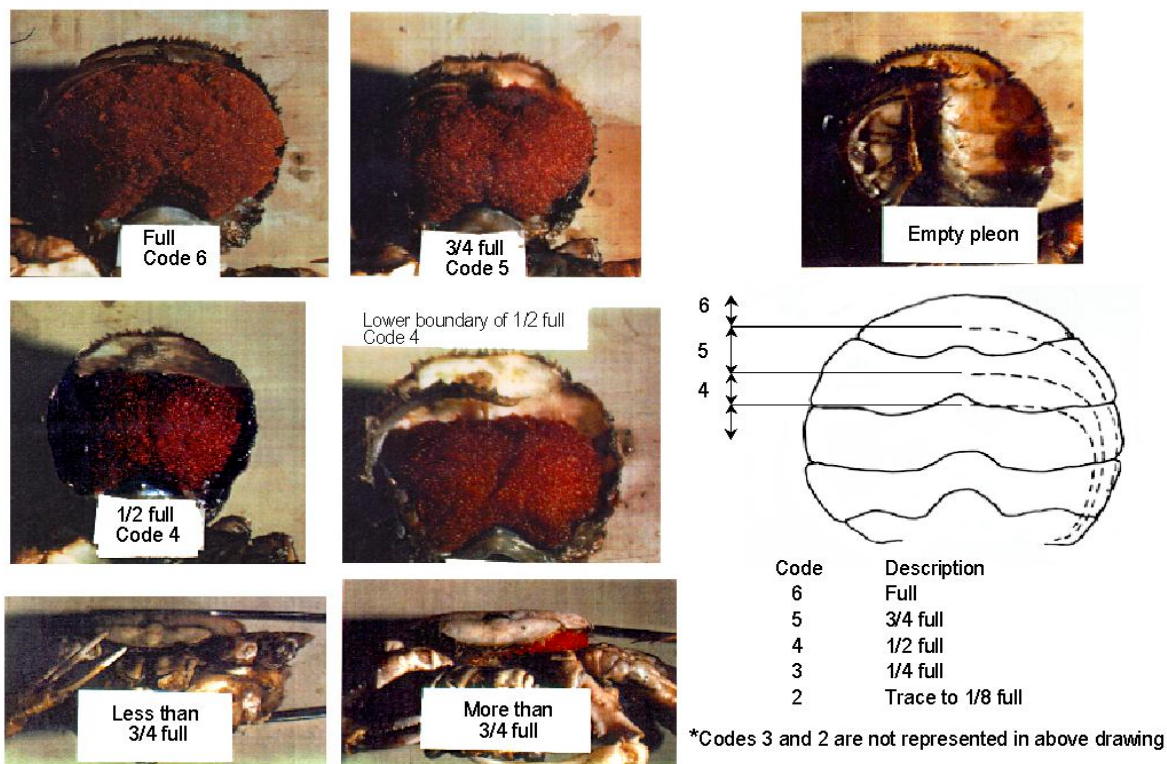 Full
Code 6
3/4 full
Code 5
Empty pleon
1/2 full
Code 4
Lower boundary of 1/2 full
Code 4
6
5
4
Less than
3/4 full
More than
3/4 full
Code Description
6 Full
5 3/4 full
4 1/2 full
3 1/4 full
2 Trace to 1/8 full
*Codes 3 and 2 are not represented in above drawing